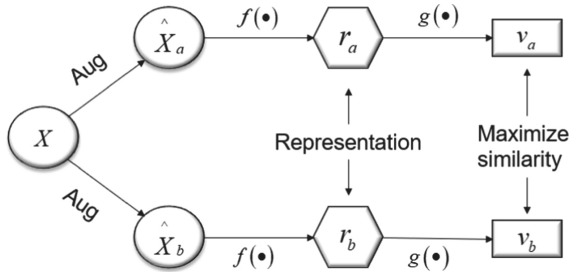 X
Aug
Aug
X̂a
f(•)
ra
g(•)
va
Representation
Maximize
similarity
X̂b
f(•)
rb
g(•)
vb